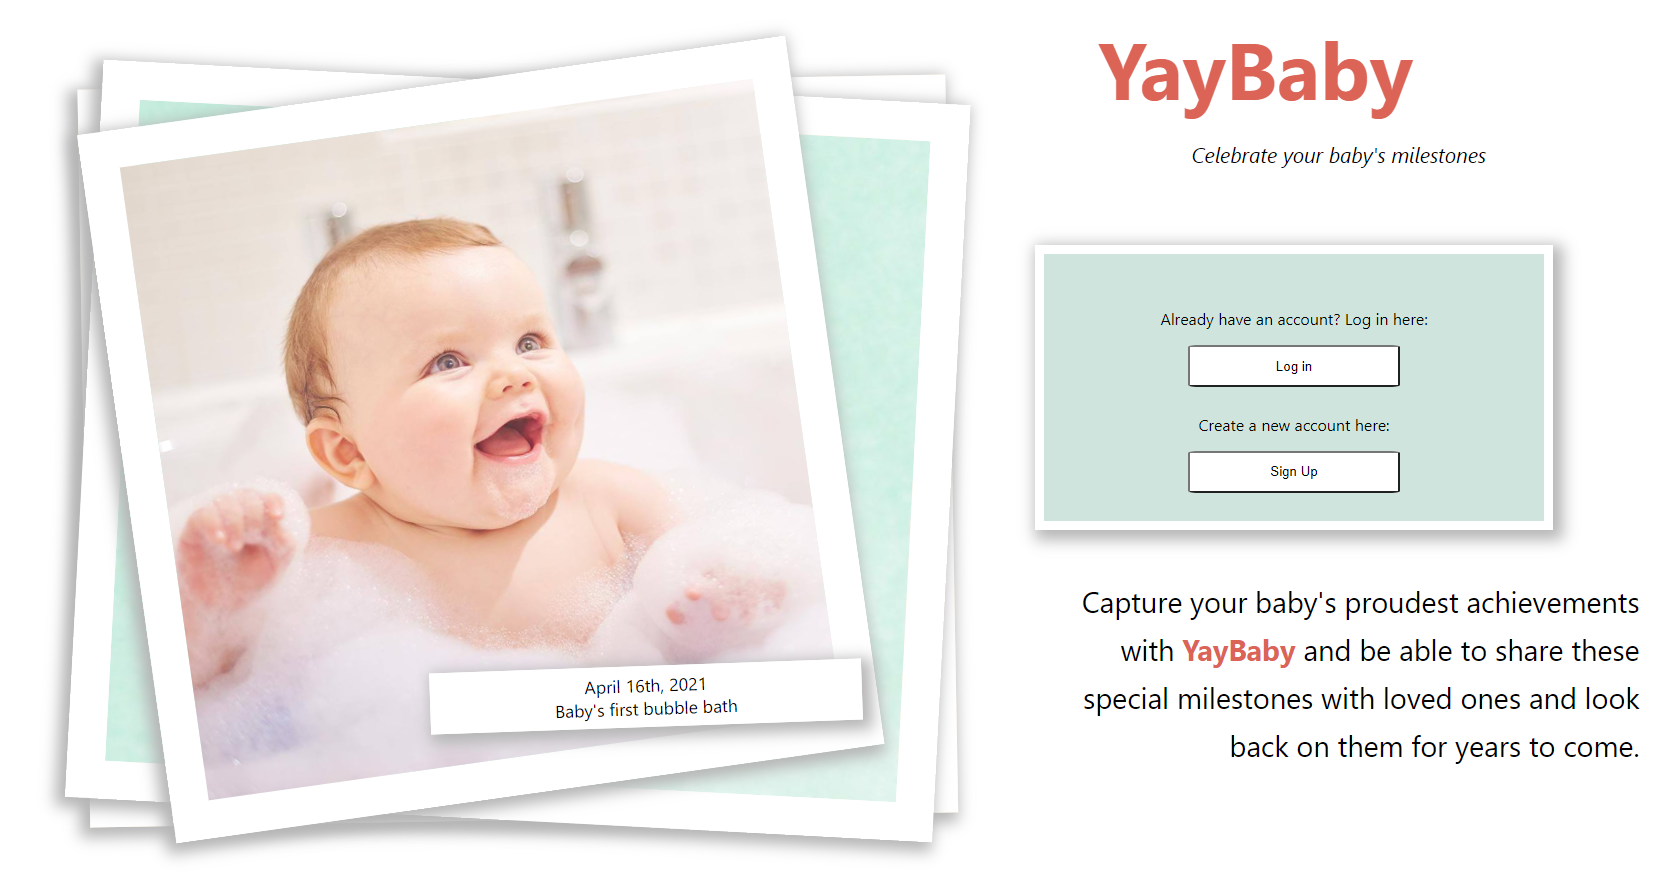 YayBaby
Celebrate your baby's milestones
Already have an account? Log in here:
Log in
Create a new account here:
Sign Up
April 16th, 2021
Baby's first bubble bath
Capture your baby's proudest achievements
with YayBaby and be able to share these
special milestones with loved ones and look
back on them for years to come.